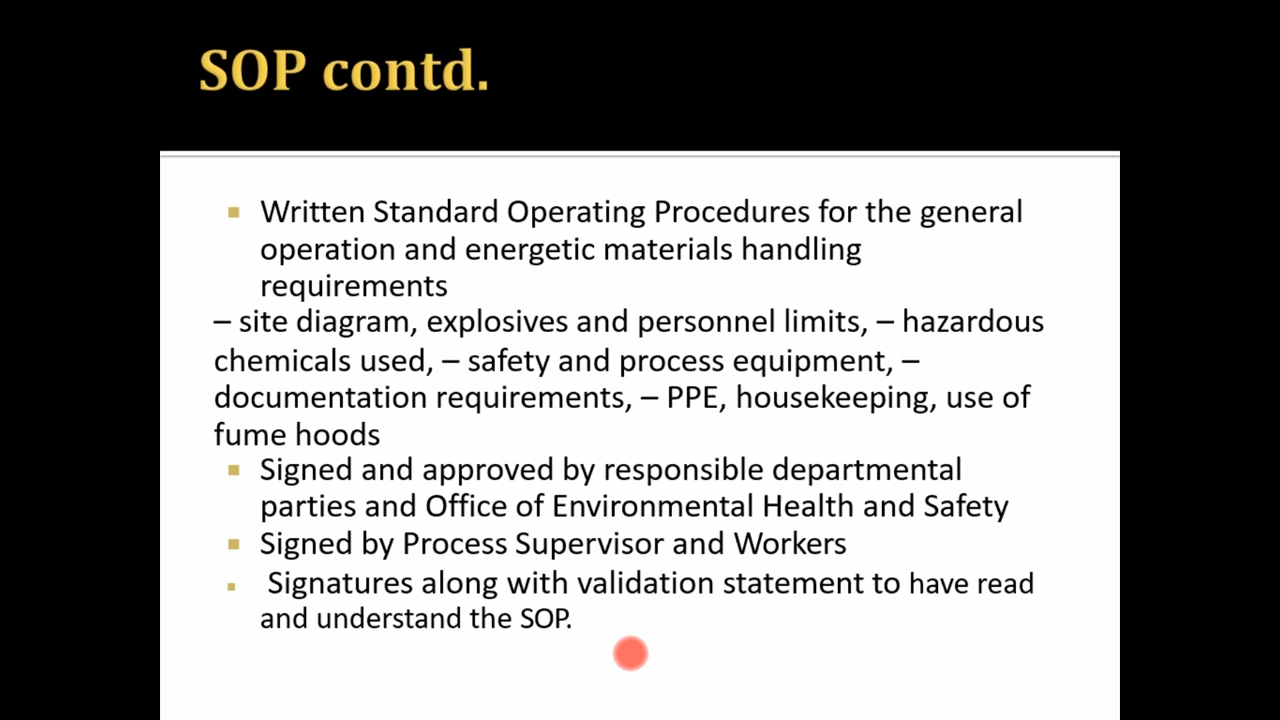 SOP contd.
Written Standard Operating Procedures for the general
operation and energetic materials handling
requirements
– site diagram, explosives and personnel limits, – hazardous
chemicals used, – safety and process equipment, –
documentation requirements, – PPE, housekeeping, use of
fume hoods
Signed and approved by responsible departmental
parties and Office of Environmental Health and Safety
Signed by Process Supervisor and Workers
Signatures along with validation statement to have read
and understand the SOP.